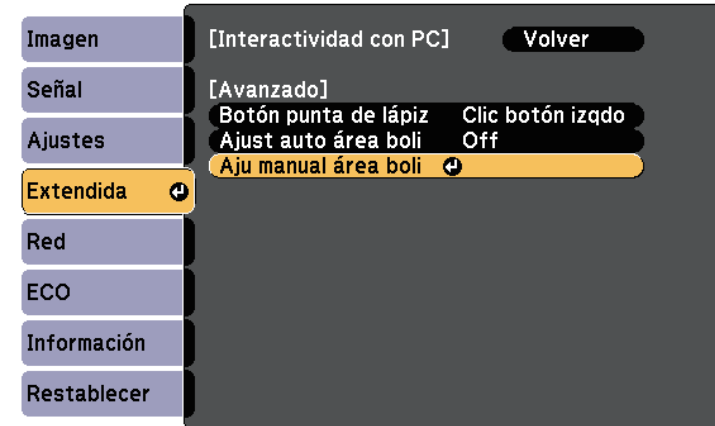 Imagen
Señal
Ajustes
Extendida
Red
ECO
Información
Restablecer
[Interactividad con PC] Volver
[Avanzado]
Botón punta de lápiz Clic botón izqdo
Ajust auto área boli Off
Aju manual área boli